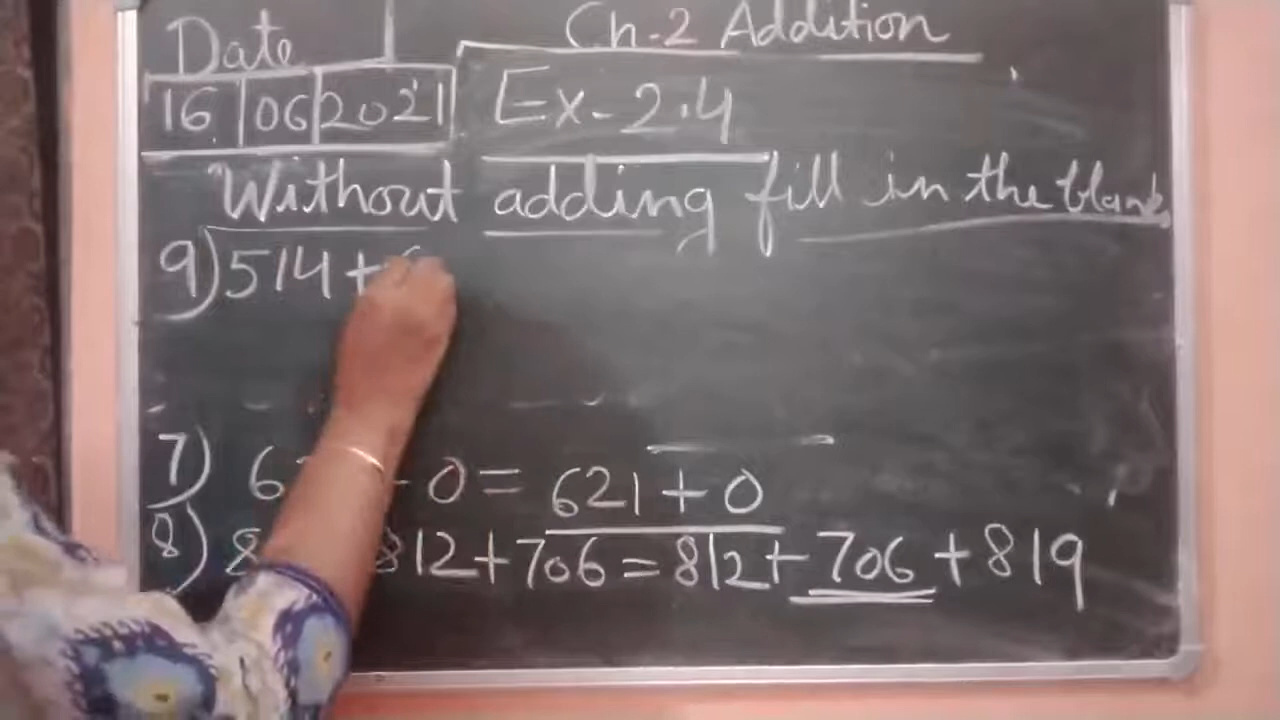 Date Ch-2 Addition
16 06 2021 Ex-2.4
Without adding fill in the blank
9) 514 +
7) 6 0 = 621 + 0
8) 8 812 + 706 = 812 + 706 + 819